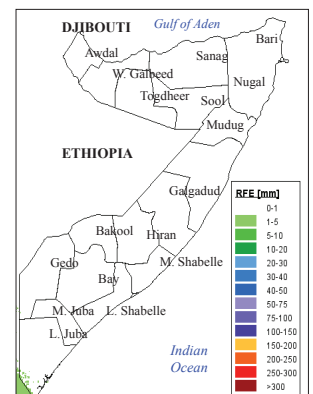 DJIBOUTI
Gulf of Aden
Bari
Awdal
Sanag
W. Galbeed
Nugal
Togdheer
Sool
Mudug
ETHIOPIA
Galgadud
Bakool
Hiran
Gedo
M. Shabelle
Bay
M. Juba
L. Shabelle
L. Juba
Indian
Ocean
RFE [mm]
0-1
1-5
5-10
10-20
20-30
30-40
40-50
50-75
75-100
100-150
150-200
200-250
250-300
>300